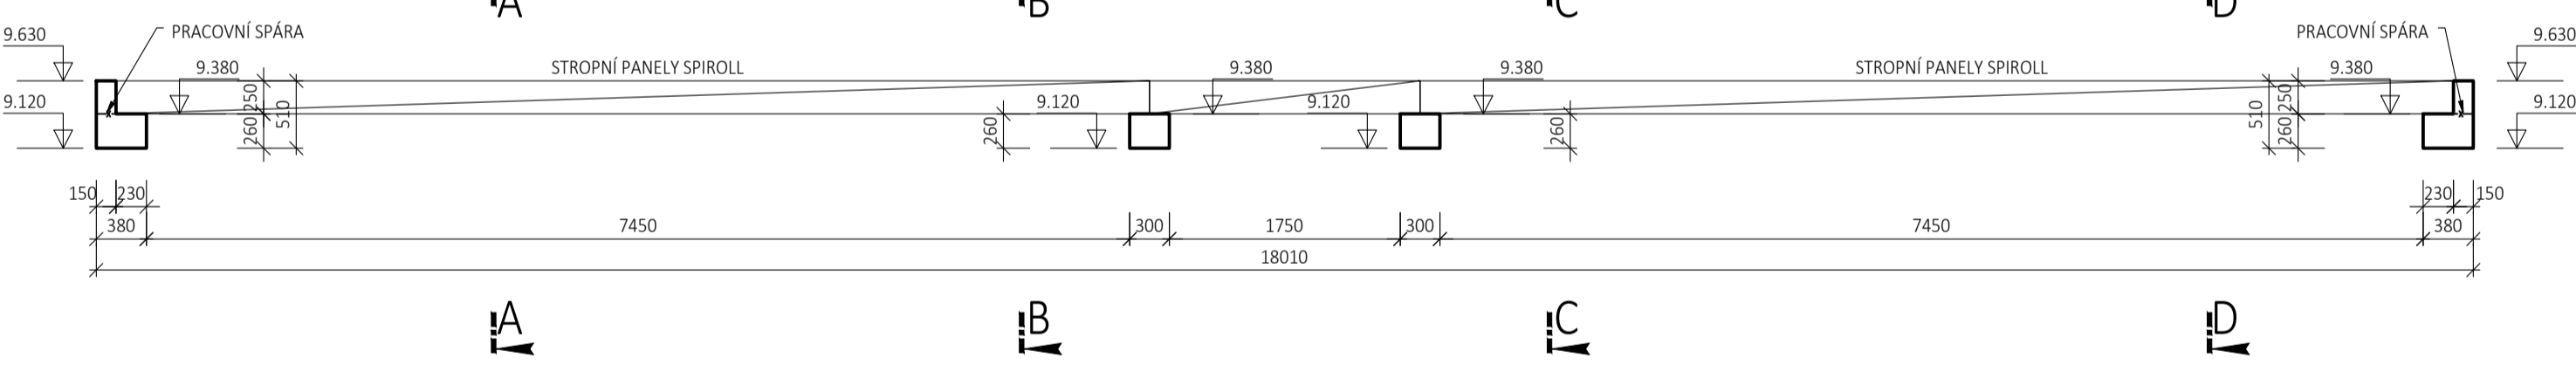 A B C D
9.630 PRACOVNÍ SPÁRA PRACOVNÍ SPÁRA 9.630
9.380 STROPNÍ PANELY SPIROLL 9.380 9.380 STROPNÍ PANELY SPIROLL 9.380
9.120 250 510 9.120 9.120 510 250 9.120
260 260 260 260
150 230 230 150
380 7450 300 1750 300 7450 380
18010
A B C D